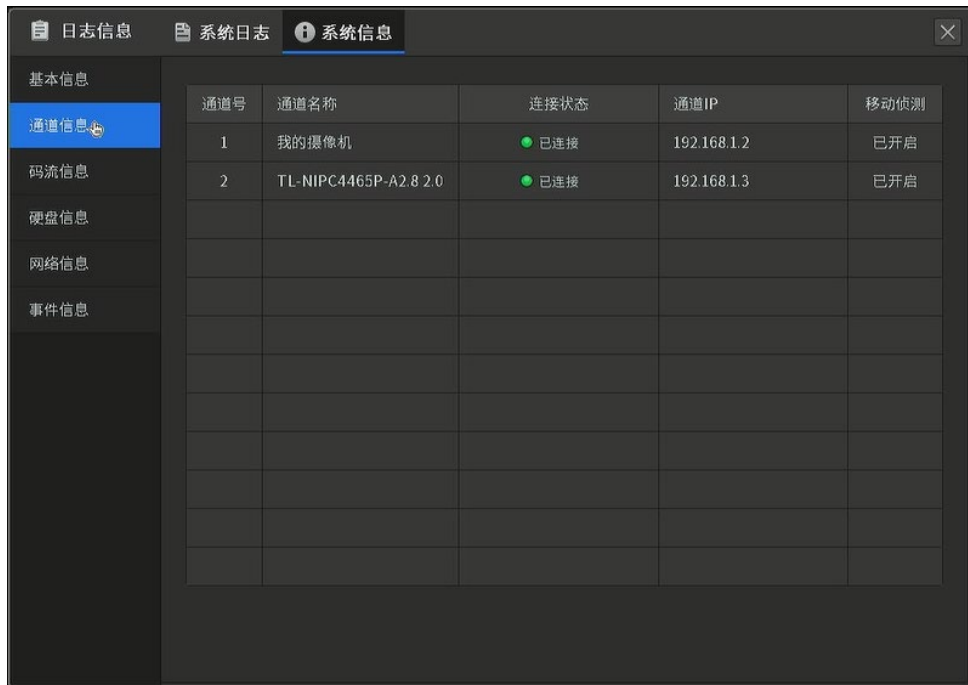 日志信息 系统日志 系统信息
基本信息
通道信息
码流信息
硬盘信息
网络信息
事件信息
通道号 通道名称 连接状态 通道IP 移动侦测
1 我的摄像机 已连接 192.168.1.2 已开启
2 TL-NIPC4465P-A2.8 2.0 已连接 192.168.1.3 已开启